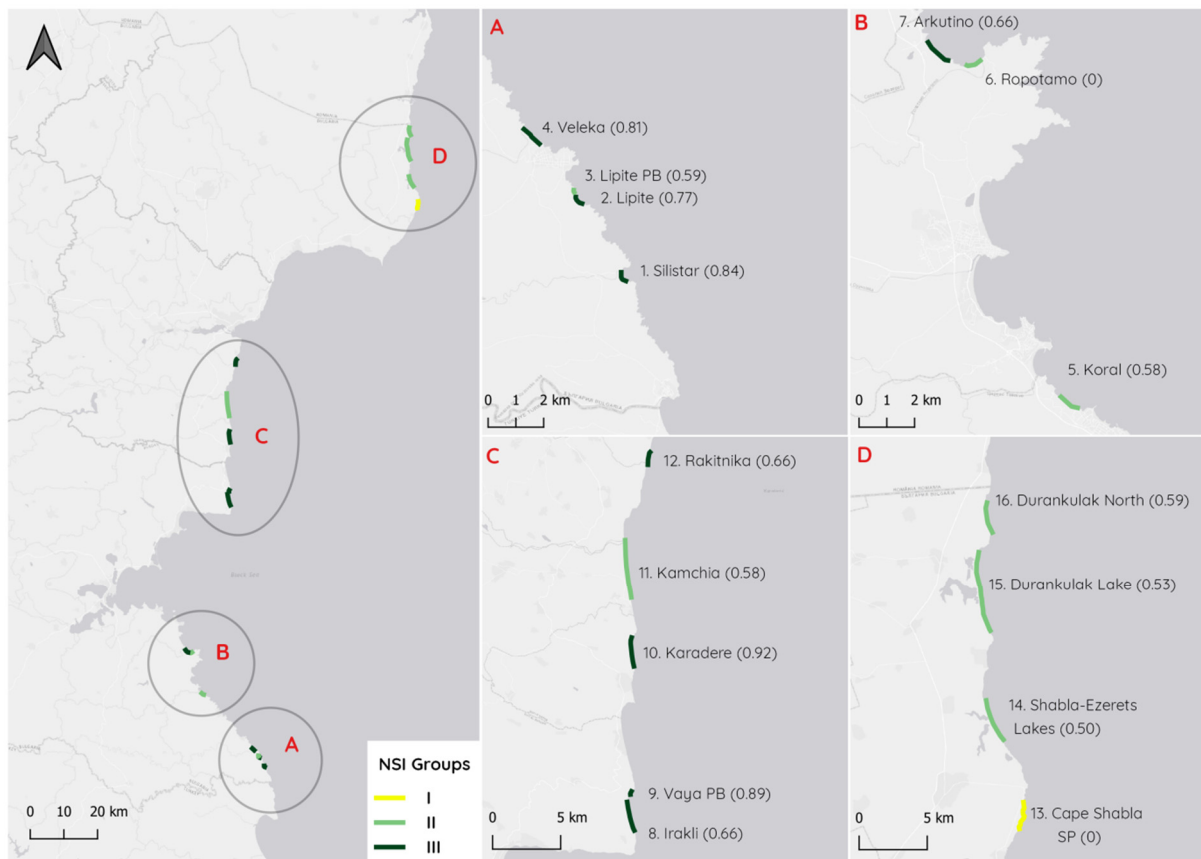 D
C
B
A
NSI Groups
I
II
III
0 10 20 km
A
4. Veleka (0.81)
3. Lipite PB (0.59)
2. Lipite (0.77)
1. Silistar (0.84)
0 1 2 km
B
7. Arkutino (0.66)
6. Ropotamo (0)
5. Koral (0.58)
0 1 2 km
C
12. Rakitnika (0.66)
11. Kamchia (0.58)
10. Karadere (0.92)
9. Vaya PB (0.89)
8. Irakli (0.66)
0 5 km
D
16. Durankulak North (0.59)
15. Durankulak Lake (0.53)
14. Shabla-Ezerets
Lakes (0.50)
13. Cape Shabla
SP (0)
0 5 km